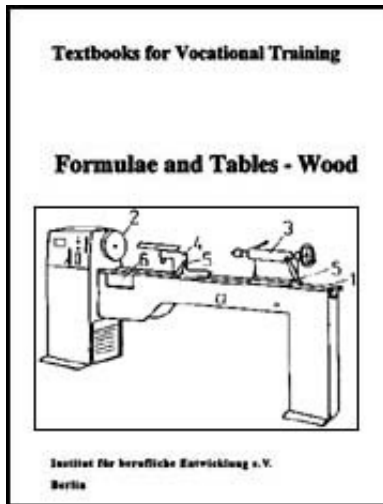 Textbooks for Vocational Training
Formulae and Tables - Wood
2
3
4
5
6
5
1
Institut für berufliche Entwicklung e.V.
Berlin